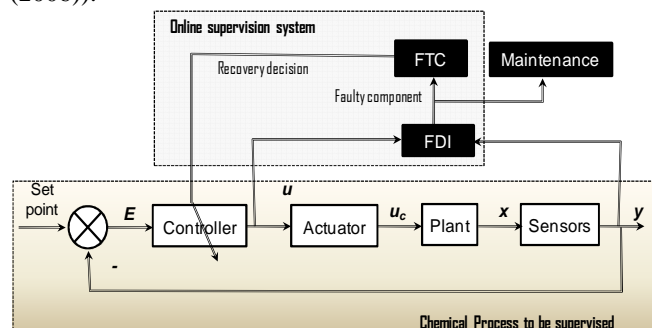 (2008)).
Online supervision system
FTC
Maintenance
Recovery decision
Faulty component
FDI
Set
point
E
Controller
u
Actuator
uc
Plant
x
Sensors
y
-
Chemical Process to be supervised